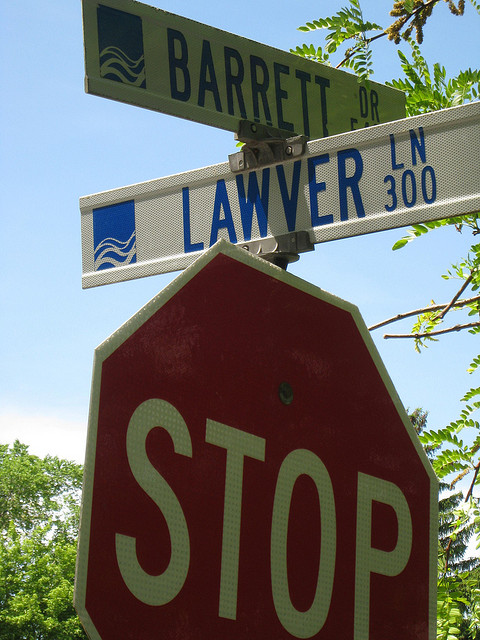 BARRETT DR
LAWVER LN
300
STOP